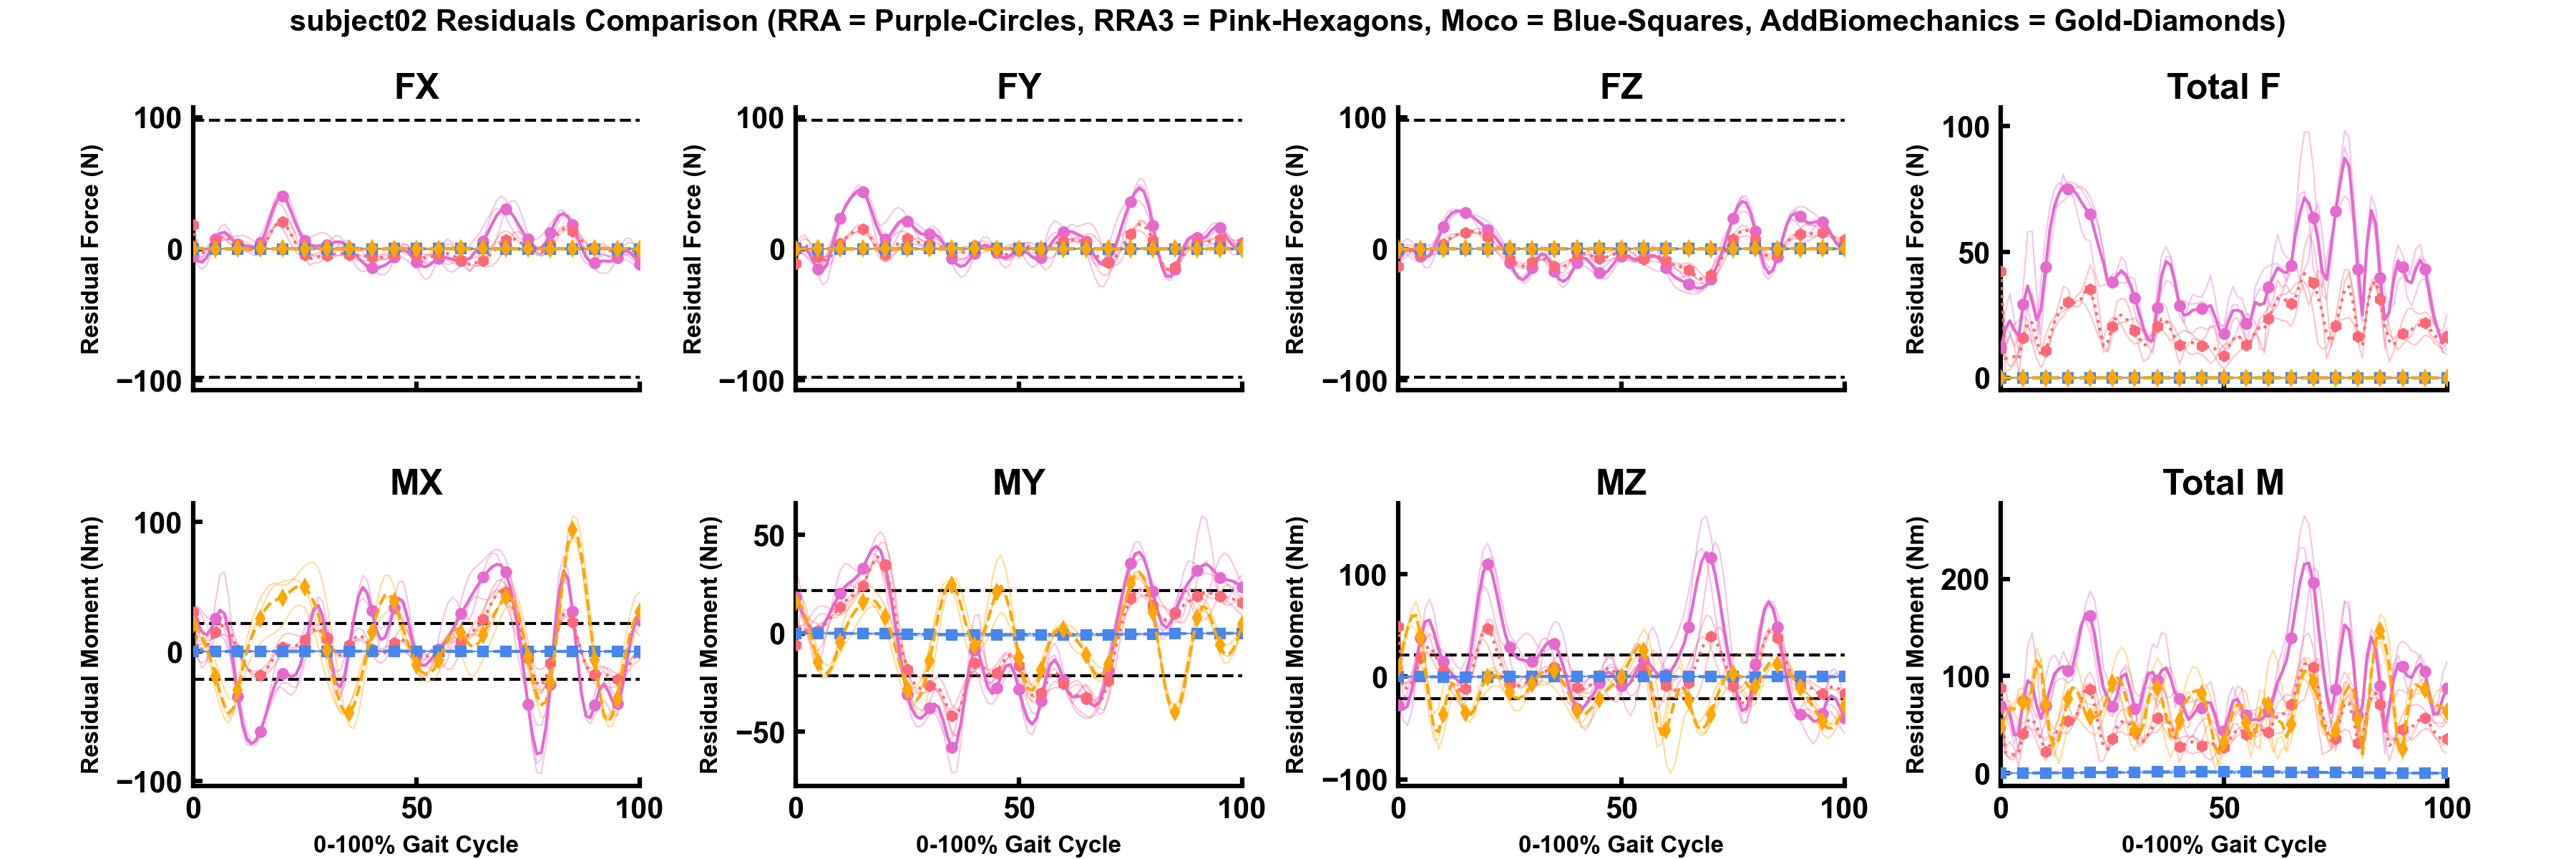 subject02 Residuals Comparison (RRA = Purple-Circles, RRA3 = Pink-Hexagons, Moco = Blue-Squares, AddBiomechanics = Gold-Diamonds)
FX
Residual Force (N)
100
0
−100
FY
Residual Force (N)
100
0
−100
FZ
Residual Force (N)
100
0
−100
Total F
Residual Force (N)
100
50
0
MX
Residual Moment (Nm)
100
0
−100
0 50 100
0-100% Gait Cycle
MY
Residual Moment (Nm)
50
0
−50
0 50 100
0-100% Gait Cycle
MZ
Residual Moment (Nm)
100
0
−100
0 50 100
0-100% Gait Cycle
Total M
Residual Moment (Nm)
200
100
0
0 50 100
0-100% Gait Cycle